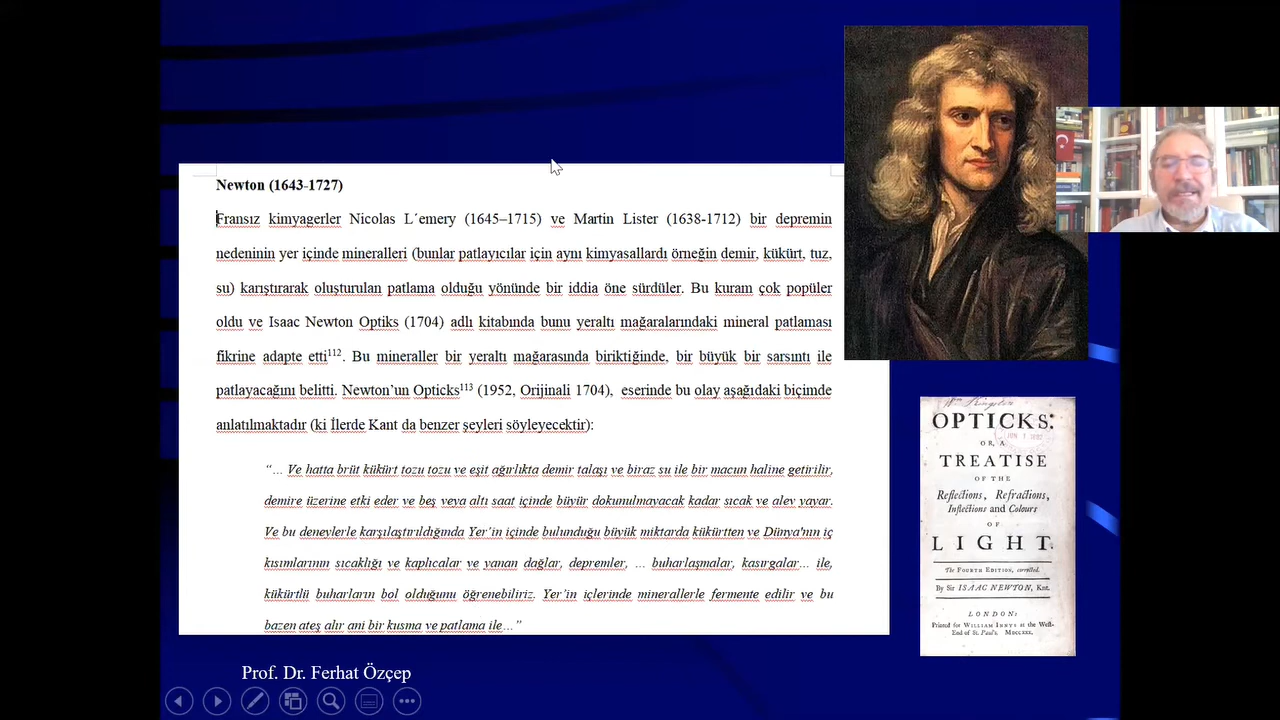 Newton (1643-1727)
Fransız kimyagerler Nicolas L´emery (1645–1715) ve Martin Lister (1638-1712) bir depremin
nedeninin yer içinde mineralleri (bunlar patlayıcılar için aynı kimyasallardı örneğin demir, kükürt, tuz,
su) karıştırarak oluşturulan patlama olduğu yönünde bir iddia öne sürdüler. Bu kuram çok popüler
oldu ve Isaac Newton Optiks (1704) adlı kitabında bunu yeraltı mağaralarındaki mineral patlaması
fikrine adapte etti112. Bu mineraller bir yeraltı mağarasında biriktiğinde, bir büyük bir sarsıntı ile
patlayacağını belitti. Newton’un Opticks113 (1952, Orijinali 1704), eserinde bu olay aşağıdaki biçimde
anlatılmaktadır (ki İlerde Kant da benzer şeyleri söyleyecektir):
“… Ve hatta brüt kükürt tozu tozu ve eşit ağırlıkta demir talaşı ve biraz su ile bir macun haline getirilir,
demire üzerine etki eder ve beş veya altı saat içinde büyür dokunulmayacak kadar sıcak ve alev yayar.
Ve bu deneylerle karşılaştırıldığında Yer’in içinde bulunduğu büyük miktarda kükürtten ve Dünya'nın iç
kısımlarının sıcaklığı ve kaplıcalar ve yanan dağlar, depremler, … buharlaşmalar, kasırgalar… ile,
kükürtlü buharların bol olduğunu öğrenebiliriz. Yer’in içlerinde minerallerle fermente edilir ve bu
bazen ateş alır ani bir kusma ve patlama ile…”
OPTICKS:
OR, A
TREATISE
OF THE
Reflections, Refractions,
Inflections and Colours
OF
LIGHT.
The FOURTH EDITION, corrected.
By Sir ISAAC NEWTON, Knt.
LONDON:
Printed for WILLIAM INNYS at the West-
End of St. Paul's. MDCCXXX.
Prof. Dr. Ferhat Özçep